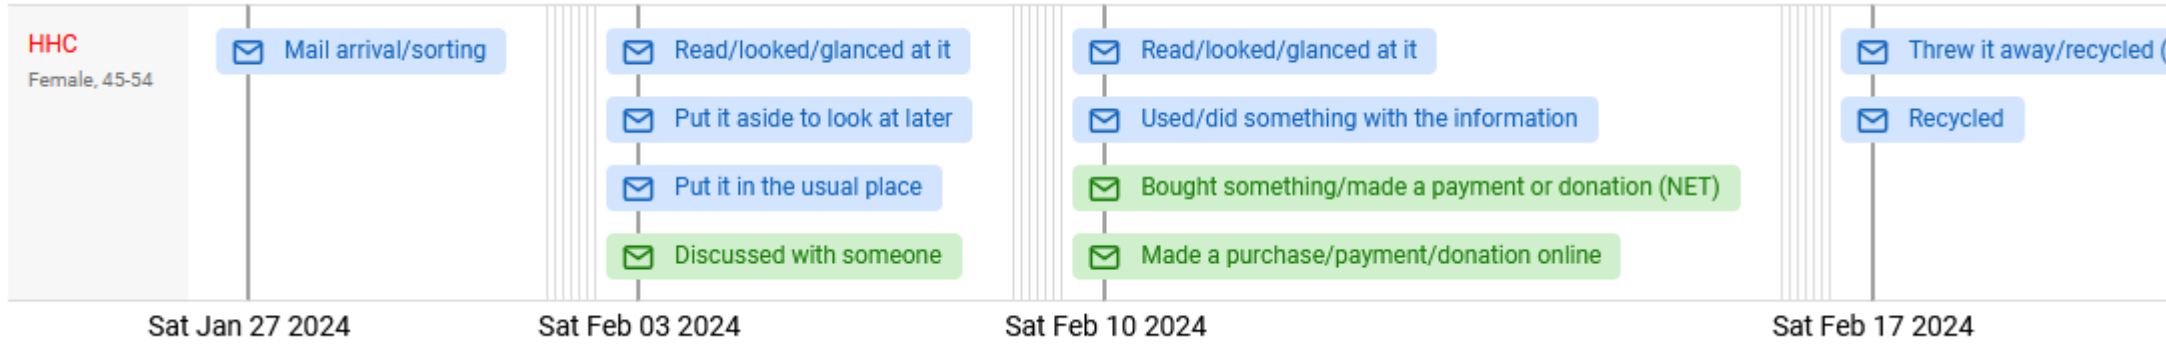 HHC
Female, 45-54
Mail arrival/sorting
Read/looked/glanced at it
Put it aside to look at later
Put it in the usual place
Discussed with someone
Read/looked/glanced at it
Used/did something with the information
Bought something/made a payment or donation (NET)
Made a purchase/payment/donation online
Threw it away/recycled (
Recycled
Sat Jan 27 2024
Sat Feb 03 2024
Sat Feb 10 2024
Sat Feb 17 2024